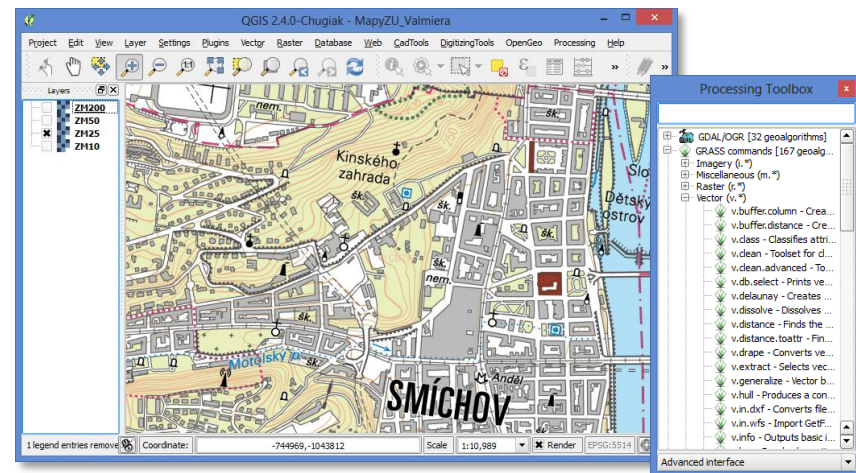 QGIS 2.4.0-Chugiak - MapyZU_Valmiera
Project Edit View Layer Settings Plugins Vector Raster Database Web CadTools DigitizingTools OpenGeo Processing Help
Layers
ZM200
ZM50
ZM25
ZM10
nem.
šk.
Kinského
zahrada
šk.
Dětský
ostrov
šk.
šk.
šk.
nem.
šk.
šk.
Motolský p.
šk.
Anděl
SMÍCHOV
1 legend entries remove
Coordinate:
-744969,-1043812
Scale
1:10,989
Render
EPSG:5514
Processing Toolbox
GDAL/OGR [32 geoalgorithms]
GRASS commands [167 geoalg...
Imagery (i.*)
Miscellaneous (m.*)
Raster (r.*)
Vector (v.*)
v.buffer.column - Crea...
v.buffer.distance - Cre...
v.class - Classifies attri...
v.clean - Toolset for cl...
v.clean.advanced - To...
v.db.select - Prints ve...
v.delaunay - Creates ...
v.dissolve - Dissolves ...
v.distance - Finds the ...
v.distance.toattr - Fin...
v.drape - Converts ve...
v.extract - Selects vec...
v.generalize - Vector b...
v.hull - Produces a con...
v.in.dxf - Converts file...
v.in.wfs - Import GetF...
v.info - Outputs basic i...
Advanced interface